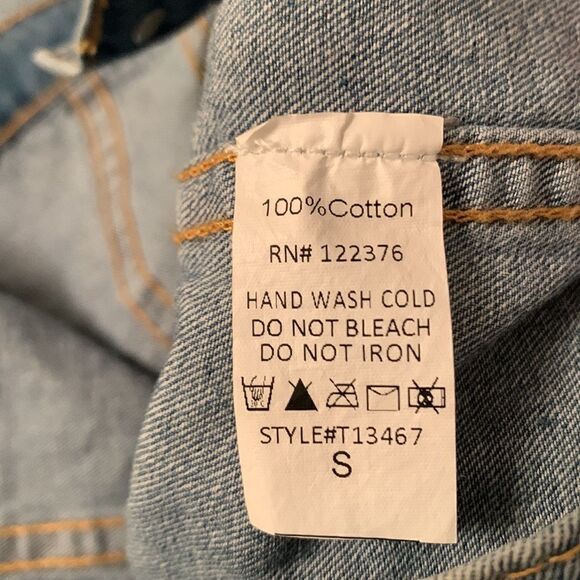 100%Cotton
RN# 122376
HAND WASH COLD
DO NOT BLEACH
DO NOT IRON
STYLE#T13467
S